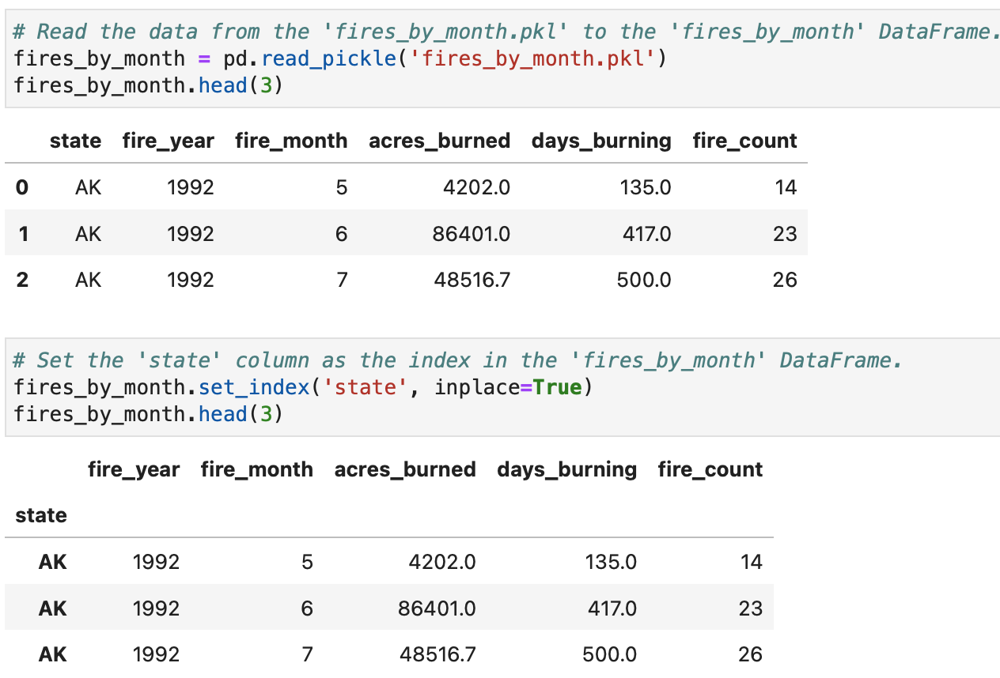 # Read the data from the 'fires_by_month.pkl' to the 'fires_by_month' DataFrame.
fires_by_month = pd.read_pickle('fires_by_month.pkl')
fires_by_month.head(3)
state fire_year fire_month acres_burned days_burning fire_count
0 AK 1992 5 4202.0 135.0 14
1 AK 1992 6 86401.0 417.0 23
2 AK 1992 7 48516.7 500.0 26
# Set the 'state' column as the index in the 'fires_by_month' DataFrame.
fires_by_month.set_index('state', inplace=True)
fires_by_month.head(3)
fire_year fire_month acres_burned days_burning fire_count
state
AK 1992 5 4202.0 135.0 14
AK 1992 6 86401.0 417.0 23
AK 1992 7 48516.7 500.0 26